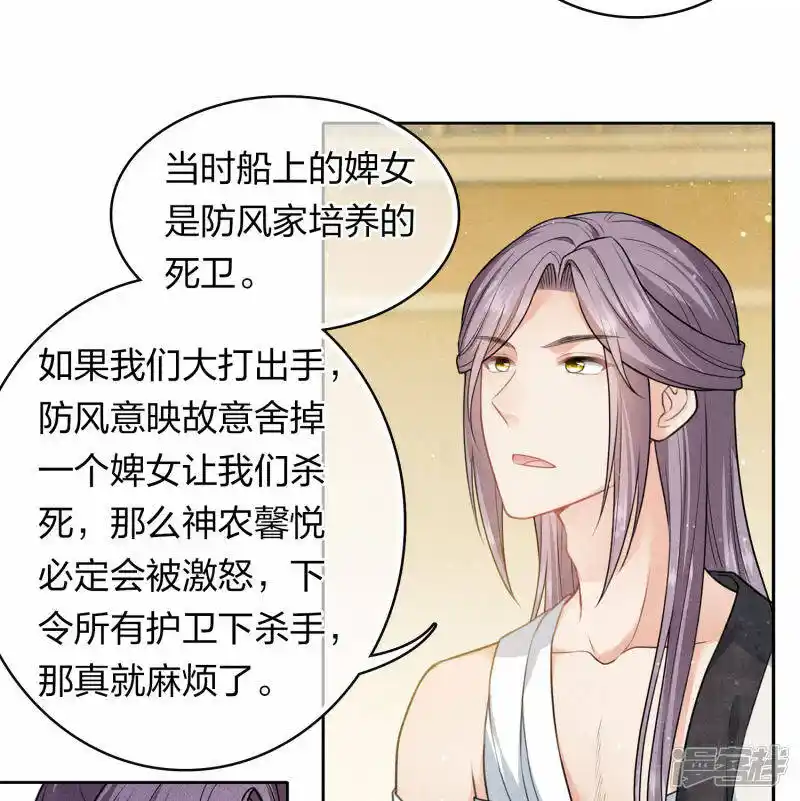 当时船上的婢女
是防风家培养的
死卫。
如果我们大打出手，
防风意映故意舍掉
一个婢女让我们杀
死，那么神农馨悦
必定会被激怒，下
令所有护卫下杀手，
那真就麻烦了。
漫客栈